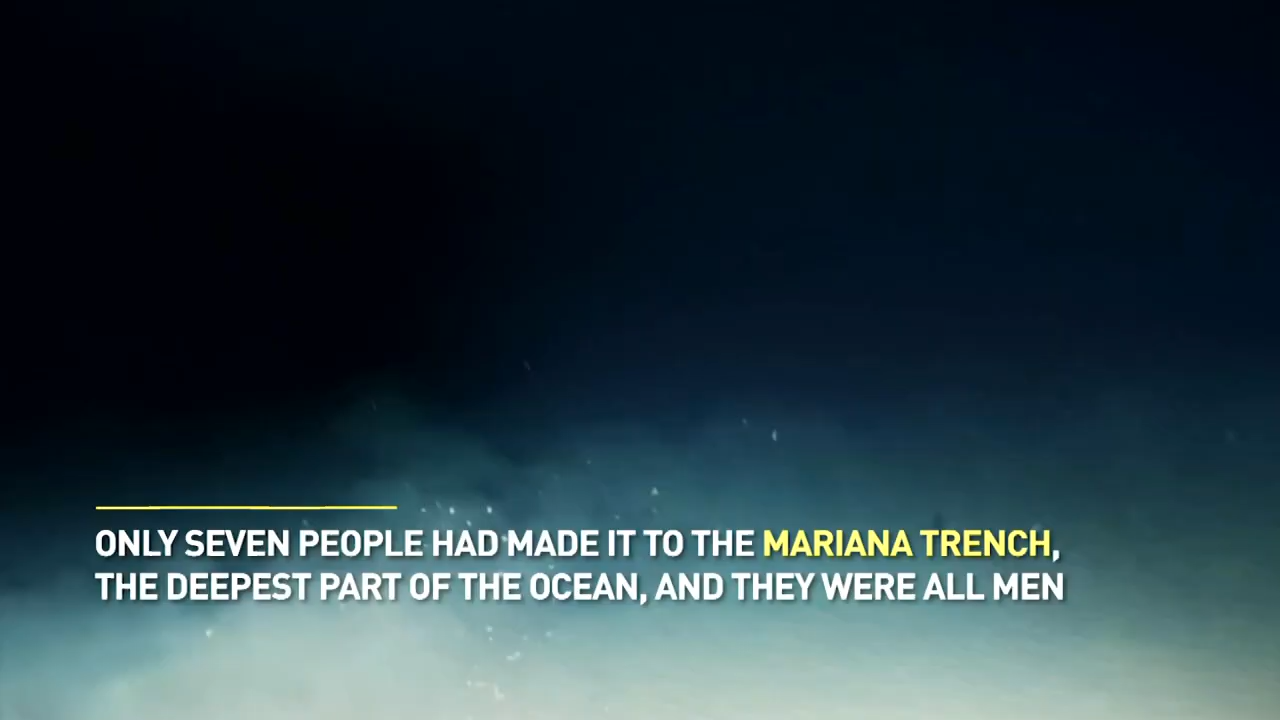 ONLY SEVEN PEOPLE HAD MADE IT TO THE MARIANA TRENCH,
THE DEEPEST PART OF THE OCEAN, AND THEY WERE ALL MEN